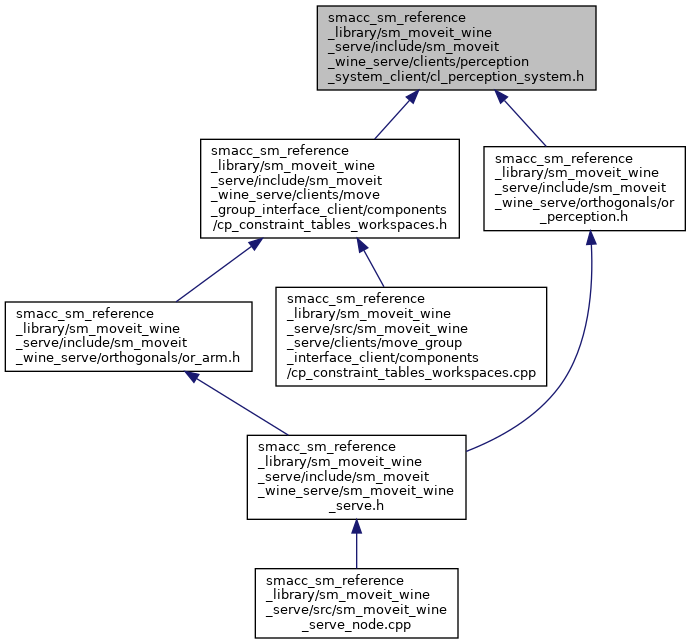 smacc_sm_reference
_library/sm_moveit_wine
_serve/include/sm_moveit
_wine_serve/clients/perception
_system_client/cl_perception_system.h
smacc_sm_reference
_library/sm_moveit_wine
_serve/include/sm_moveit
_wine_serve/clients/move
_group_interface_client/components
/cp_constraint_tables_workspaces.h
smacc_sm_reference
_library/sm_moveit_wine
_serve/include/sm_moveit
_wine_serve/orthogonals/or
_perception.h
smacc_sm_reference
_library/sm_moveit_wine
_serve/include/sm_moveit
_wine_serve/orthogonals/or_arm.h
smacc_sm_reference
_library/sm_moveit_wine
_serve/src/sm_moveit_wine
_serve/clients/move_group
_interface_client/components
/cp_constraint_tables_workspaces.cpp
smacc_sm_reference
_library/sm_moveit_wine
_serve/include/sm_moveit
_wine_serve/sm_moveit_wine
_serve.h
smacc_sm_reference
_library/sm_moveit_wine
_serve/src/sm_moveit_wine
_serve_node.cpp